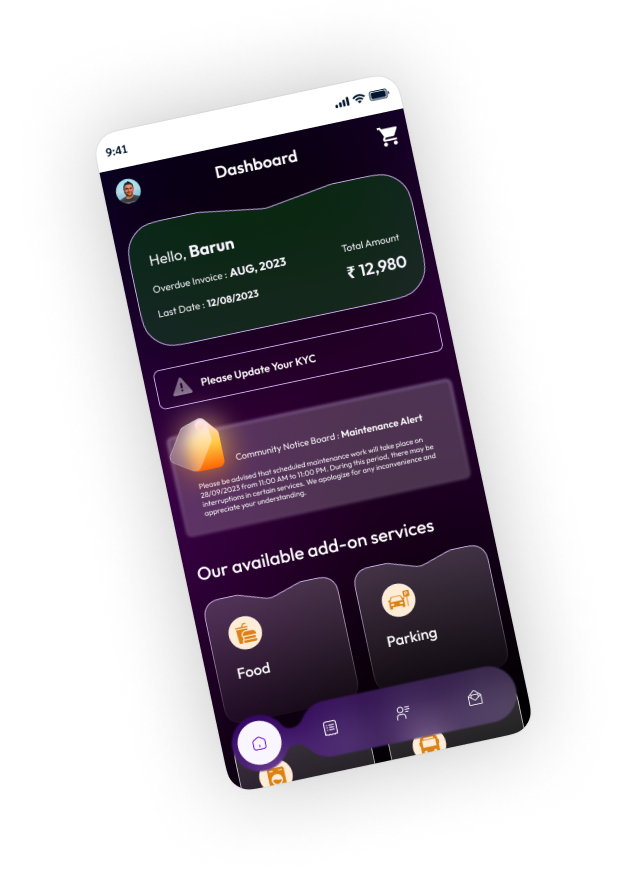 9:41
Dashboard
Hello, Barun
Overdue Invoice : AUG, 2023
Last Date : 12/08/2023
Total Amount
₹ 12,980
Please Update Your KYC
Community Notice Board : Maintenance Alert
Please be advised that scheduled maintenance work will take place on
28/09/2023 from 11:00 AM to 11:00 PM. During this period, there may be
interruptions in certain services. We apologize for any inconvenience and
appreciate your understanding.
Our available add-on services
Food
Parking